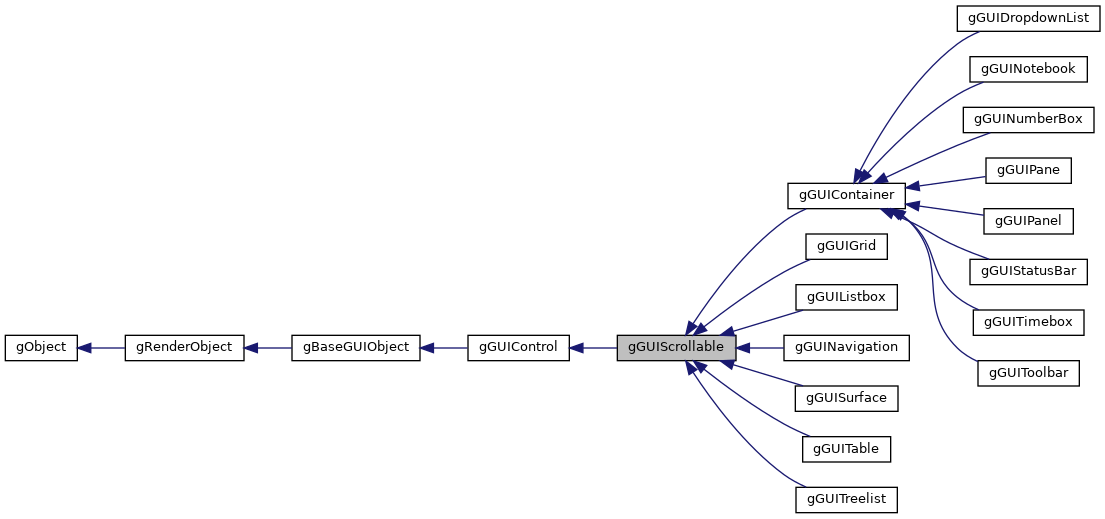 gGUIDropdownList
gGUINotebook
gGUINumberBox
gGUIPane
gGUIContainer
gGUIPanel
gGUIGrid
gGUIStatusBar
gGUIListbox
gGUITimebox
gObject
gRenderObject
gBaseGUIObject
gGUIControl
gGUIScrollable
gGUINavigation
gGUIToolbar
gGUISurface
gGUITable
gGUITreelist